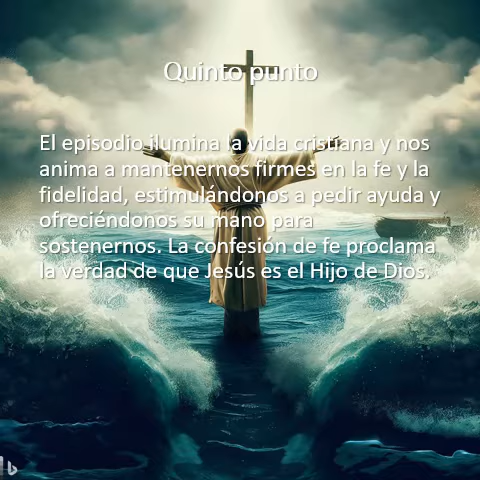 Quinto punto
El episodio ilumina la vida cristiana y nos
anima a mantenernos firmes en la fe y la
fidelidad, estimulándonos a pedir ayuda y
ofreciéndonos su mano para
sostenernos. La confesión de fe proclama
la verdad de que Jesús es el Hijo de Dios.